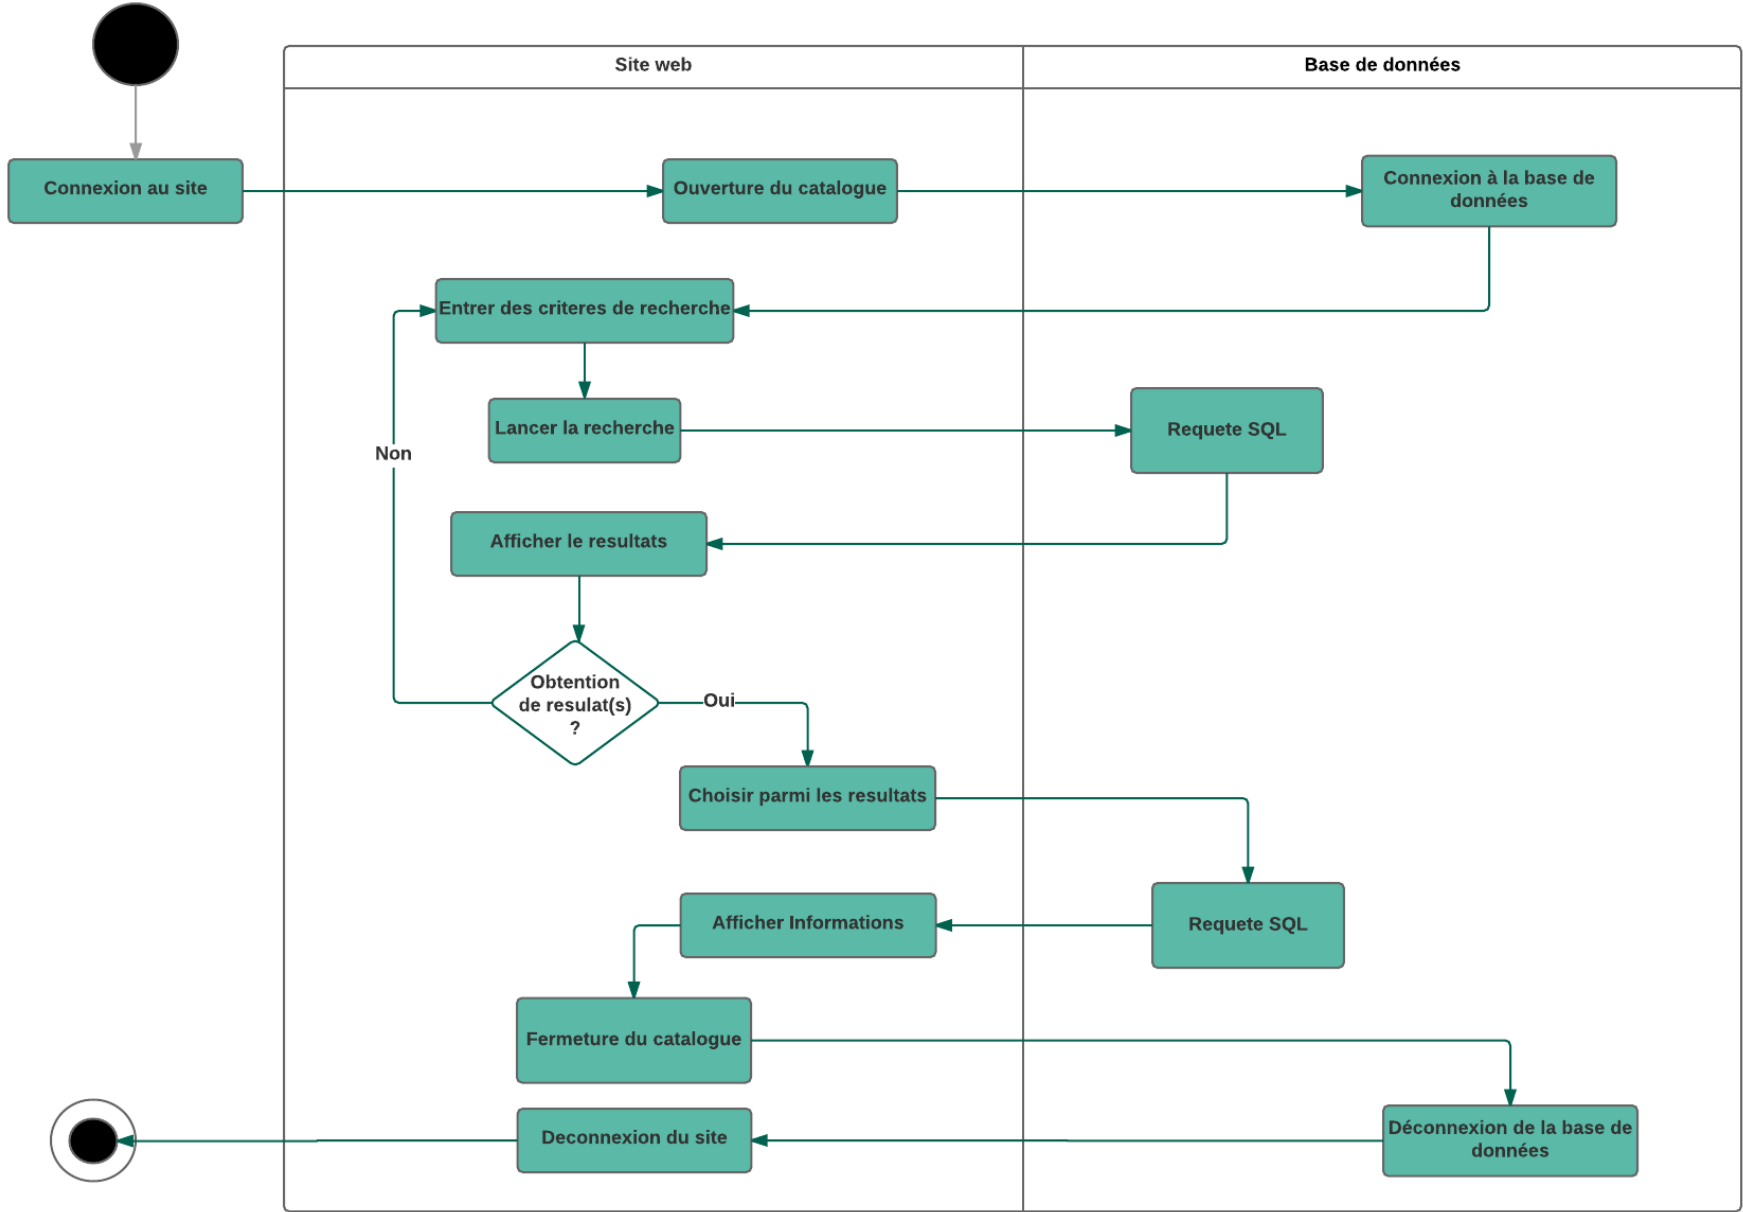 Site web
Base de données
Connexion au site
Ouverture du catalogue
Connexion à la base de
données
Entrer des criteres de recherche
Lancer la recherche
Requete SQL
Non
Afficher le resultats
Obtention
de resulat(s)
?
Oui
Choisir parmi les resultats
Afficher Informations
Requete SQL
Fermeture du catalogue
Deconnexion du site
Déconnexion de la base de
données